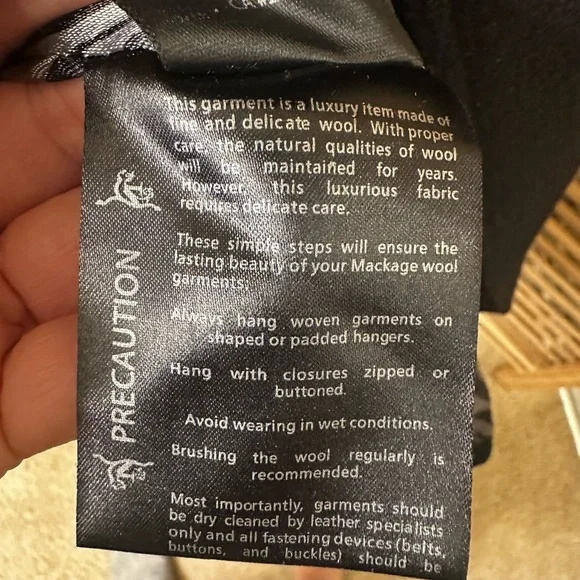 CA#
This garment is a luxury item made of
fine and delicate wool. With proper
care, the natural qualities of wool
will be maintained for years.
However, this luxurious fabric
requires delicate care.
These simple steps will ensure the
lasting beauty of your Mackage wool
garments:
Always hang woven garments on
shaped or padded hangers.
Hang with closures zipped or
buttoned.
Avoid wearing in wet conditions.
Brushing the wool regularly is
recommended.
Most importantly, garments should
be dry cleaned by leather specialists
only and all fastening devices (belts,
buttons, and buckles) should be
PRECAUTION